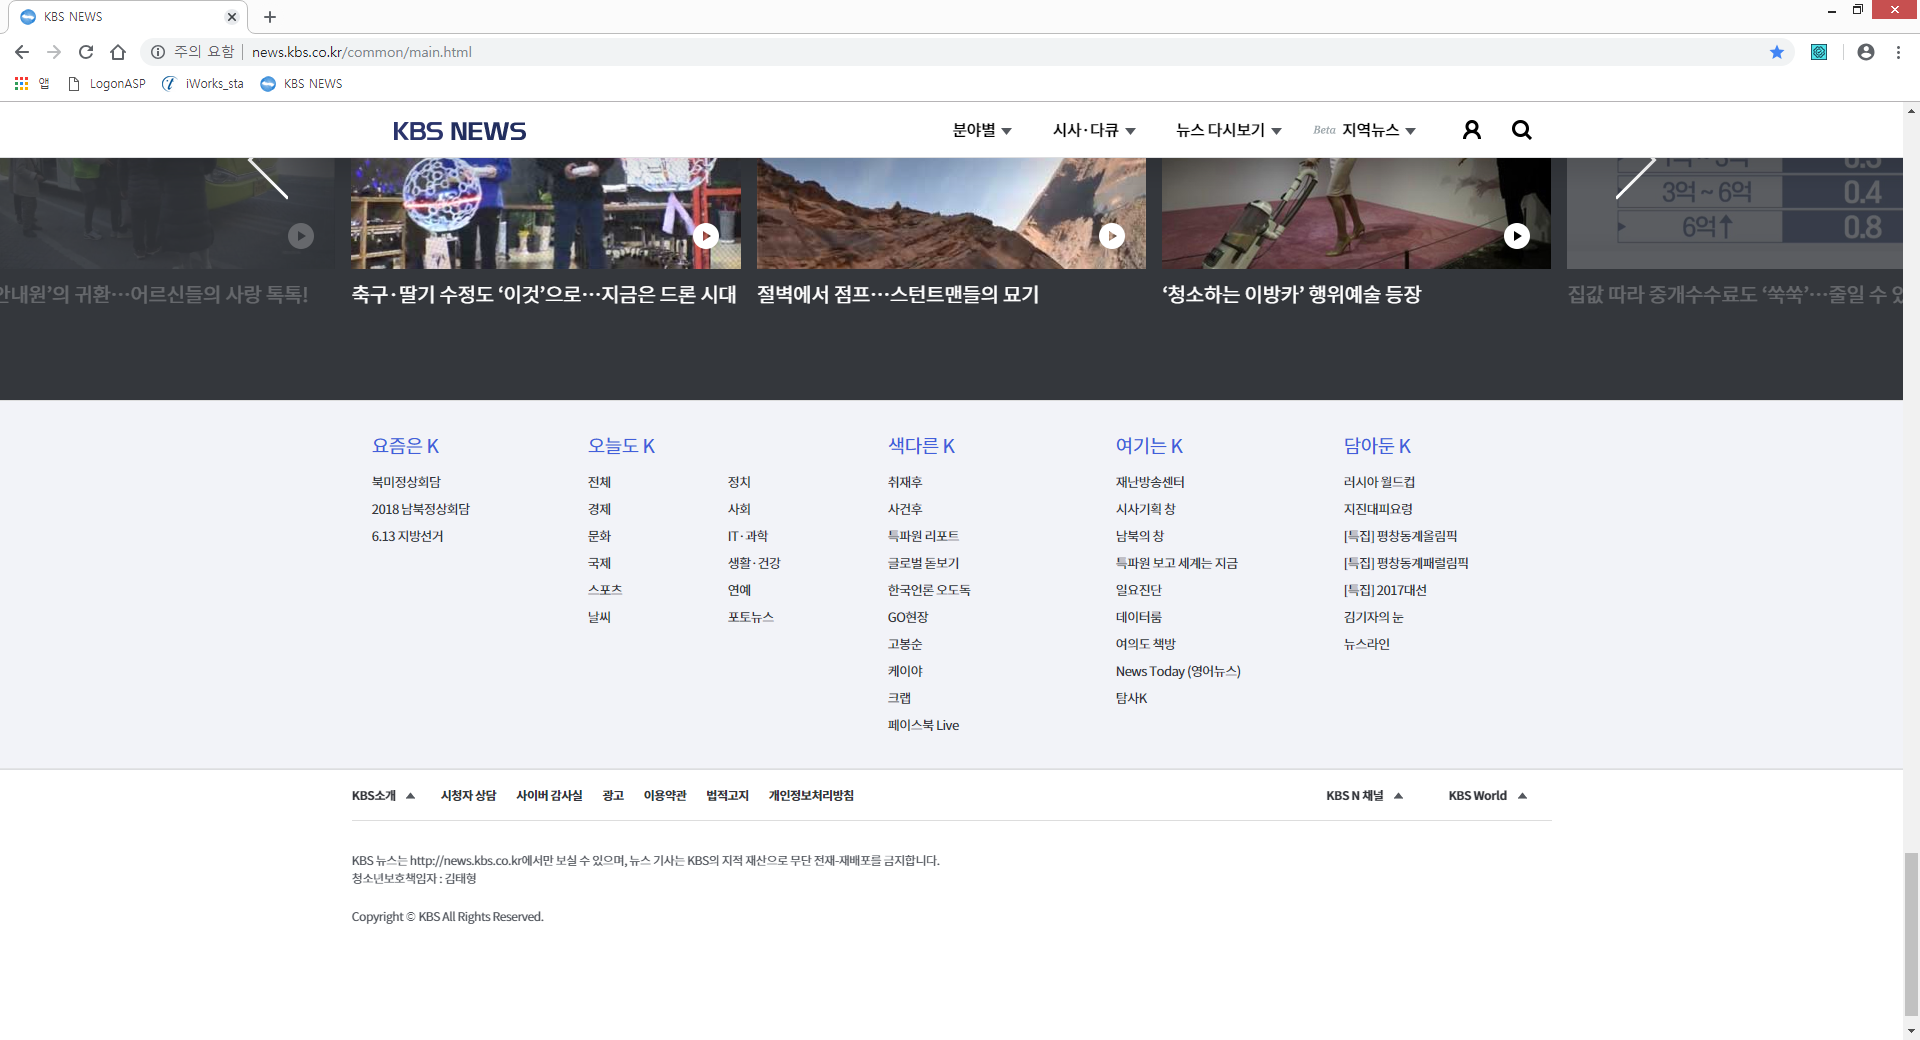 KBS NEWS
주의 요함
news.kbs.co.kr/common/main.html
앱
LogonASP
iWorks_sta
KBS NEWS
KBS NEWS
분야별
시사·다큐
뉴스 다시보기
Beta 지역뉴스
3억 ~ 6억 0.4
6억↑ 0.8
안내원’의 귀환…어르신들의 사랑 톡톡!
축구·딸기 수정도 ‘이것’으로…지금은 드론 시대
절벽에서 점프…스턴트맨들의 묘기
‘청소하는 이방카’ 행위예술 등장
집값 따라 중개수수료도 ‘쑥쑥’…줄일 수 있
요즘은 K
북미정상회담
2018 남북정상회담
6.13 지방선거
오늘도 K
전체
정치
경제
사회
문화
IT·과학
국제
생활·건강
스포츠
연예
날씨
포토뉴스
색다른 K
취재후
사건후
특파원 리포트
글로벌 돋보기
한국언론 오도독
GO현장
고봉순
케이야
크랩
페이스북 Live
여기는 K
재난방송센터
시사기획 창
남북의 창
특파원 보고 세계는 지금
일요진단
데이터룸
여의도 책방
News Today (영어뉴스)
탐사K
담아둔 K
러시아 월드컵
지진대피요령
[특집] 평창동계올림픽
[특집] 평창동계패럴림픽
[특집] 2017대선
김기자의 눈
뉴스라인
KBS소개
시청자 상담
사이버 감사실
광고
이용약관
법적고지
개인정보처리방침
KBS N 채널
KBS World
KBS 뉴스는 http://news.kbs.co.kr에서만 보실 수 있으며, 뉴스 기사는 KBS의 지적 재산으로 무단 전재-재배포를 금지합니다.
청소년보호책임자 : 김태형
Copyright © KBS All Rights Reserved.